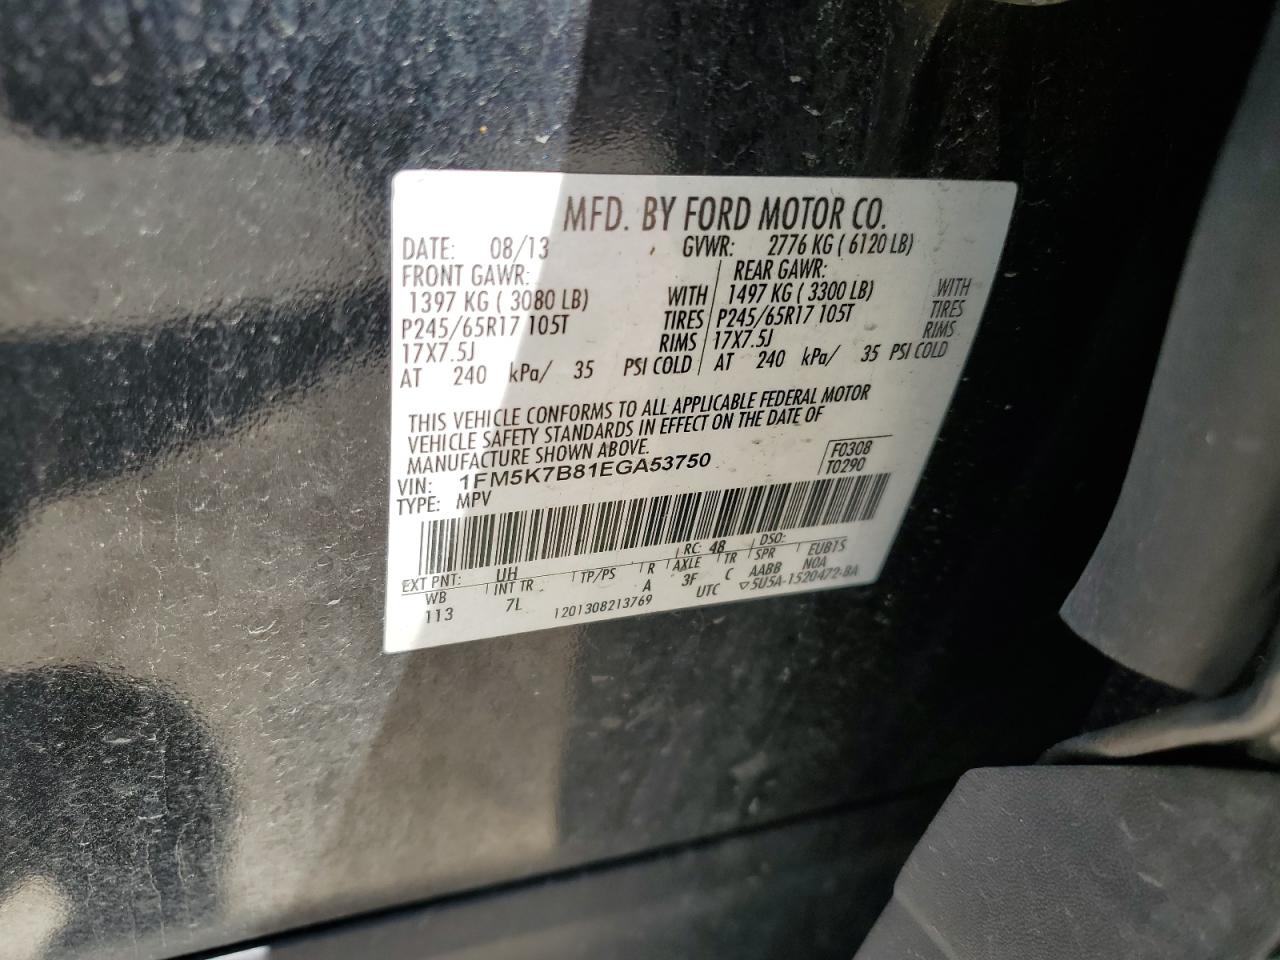 MFD. BY FORD MOTOR CO.
DATE: 08/13 GVWR: 2776 KG ( 6120 LB)
FRONT GAWR: REAR GAWR:
1397 KG ( 3080 LB) WITH 1497 KG ( 3300 LB) WITH
P245/65R17 105T TIRES P245/65R17 105T TIRES
17X7.5J RIMS 17X7.5J RIMS
AT 240 kPa/ 35 PSI COLD AT 240 kPa/ 35 PSI COLD
THIS VEHICLE CONFORMS TO ALL APPLICABLE FEDERAL MOTOR
VEHICLE SAFETY STANDARDS IN EFFECT ON THE DATE OF
MANUFACTURE SHOWN ABOVE.
F0308
VIN: 1FM5K7B81EGA53750
T0290
TYPE: MPV
EXT PNT: UH RC: 48 DSO:
WB INT TR TP/PS R AXLE TR SPR EUB1S
113 7L A 3F C AABB N0A
1201308213769 UTC ▽5U5A-1520472-BA